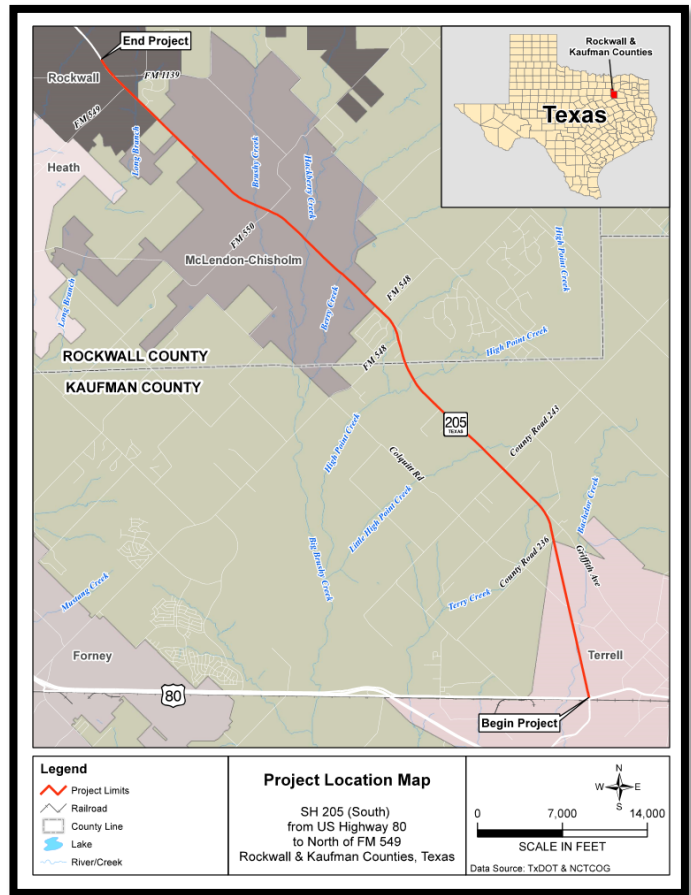 End Project
Rockwall &
Kaufman Counties
Texas
Rockwall
FM 1139
FM 549
Long Branch
Heath
Brushy Creek
Hackberry Creek
FM 550
McLendon-Chisholm
High Point Creek
Long Branch
Berry Creek
FM 548
ROCKWALL COUNTY
FM 548
High Point Creek
KAUFMAN COUNTY
205
TEXAS
County Road 243
High Point Creek
Colquitt Rd
Little High Point Creek
Bachelor Creek
Big Brushy Creek
County Road 236
Griffith Ave
Mustang Creek
Terry Creek
Forney
Terrell
80
Begin Project
Legend
Project Limits
Railroad
County Line
Lake
River/Creek
Project Location Map
SH 205 (South)
from US Highway 80
to North of FM 549
Rockwall & Kaufman Counties, Texas
N
W E
S
0 7,000 14,000
SCALE IN FEET
Data Source: TxDOT & NCTCOG